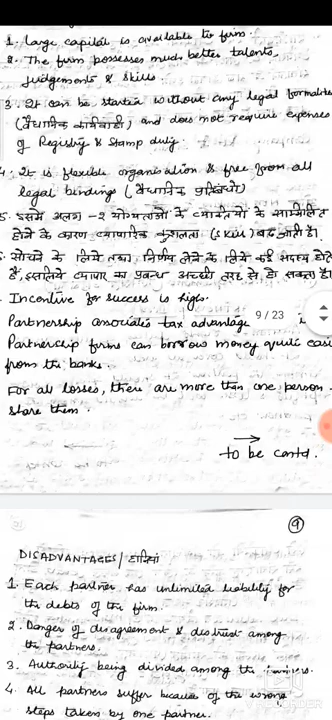 1. Large capital is available to firm.
2. The firm possesses much better talents,
judgements & skills.
3. It can be started without any legal formalities
(वैधानिक कार्यवाही) and does not require expenses
of Registry & Stamp duty.
4. It is flexible organisation & free from all
legal bindings (वैधानिक
5. इसमें अलग-२ योग्यताओं के व्यक्तियों के सम्मिलित
होने के कारण व्यापारिक कुशलता (skill) बढ़ जाती है।
सोचने के लिये तथा निर्णय लेने के लिये कई सदस्य होते
हैं, इसलिये व्यापार का प्रबन्ध अच्छी तरह से हो सकता है।
Incentive for success is high.
Partnership associates tax advantage
9/23
Partnership firms can borrow money quite easi
from the banks.
For all losses, there are more than one person
share them.
→
to be contd.
9
DISADVANTAGES/हानियां
1. Each partner has unlimited liability for
the debts of the firm.
2. Danger of disagreement & distrust among
the partners.
3. Authority being divided among the
4. All partners suffer because of the wrong
steps taken by one partner.